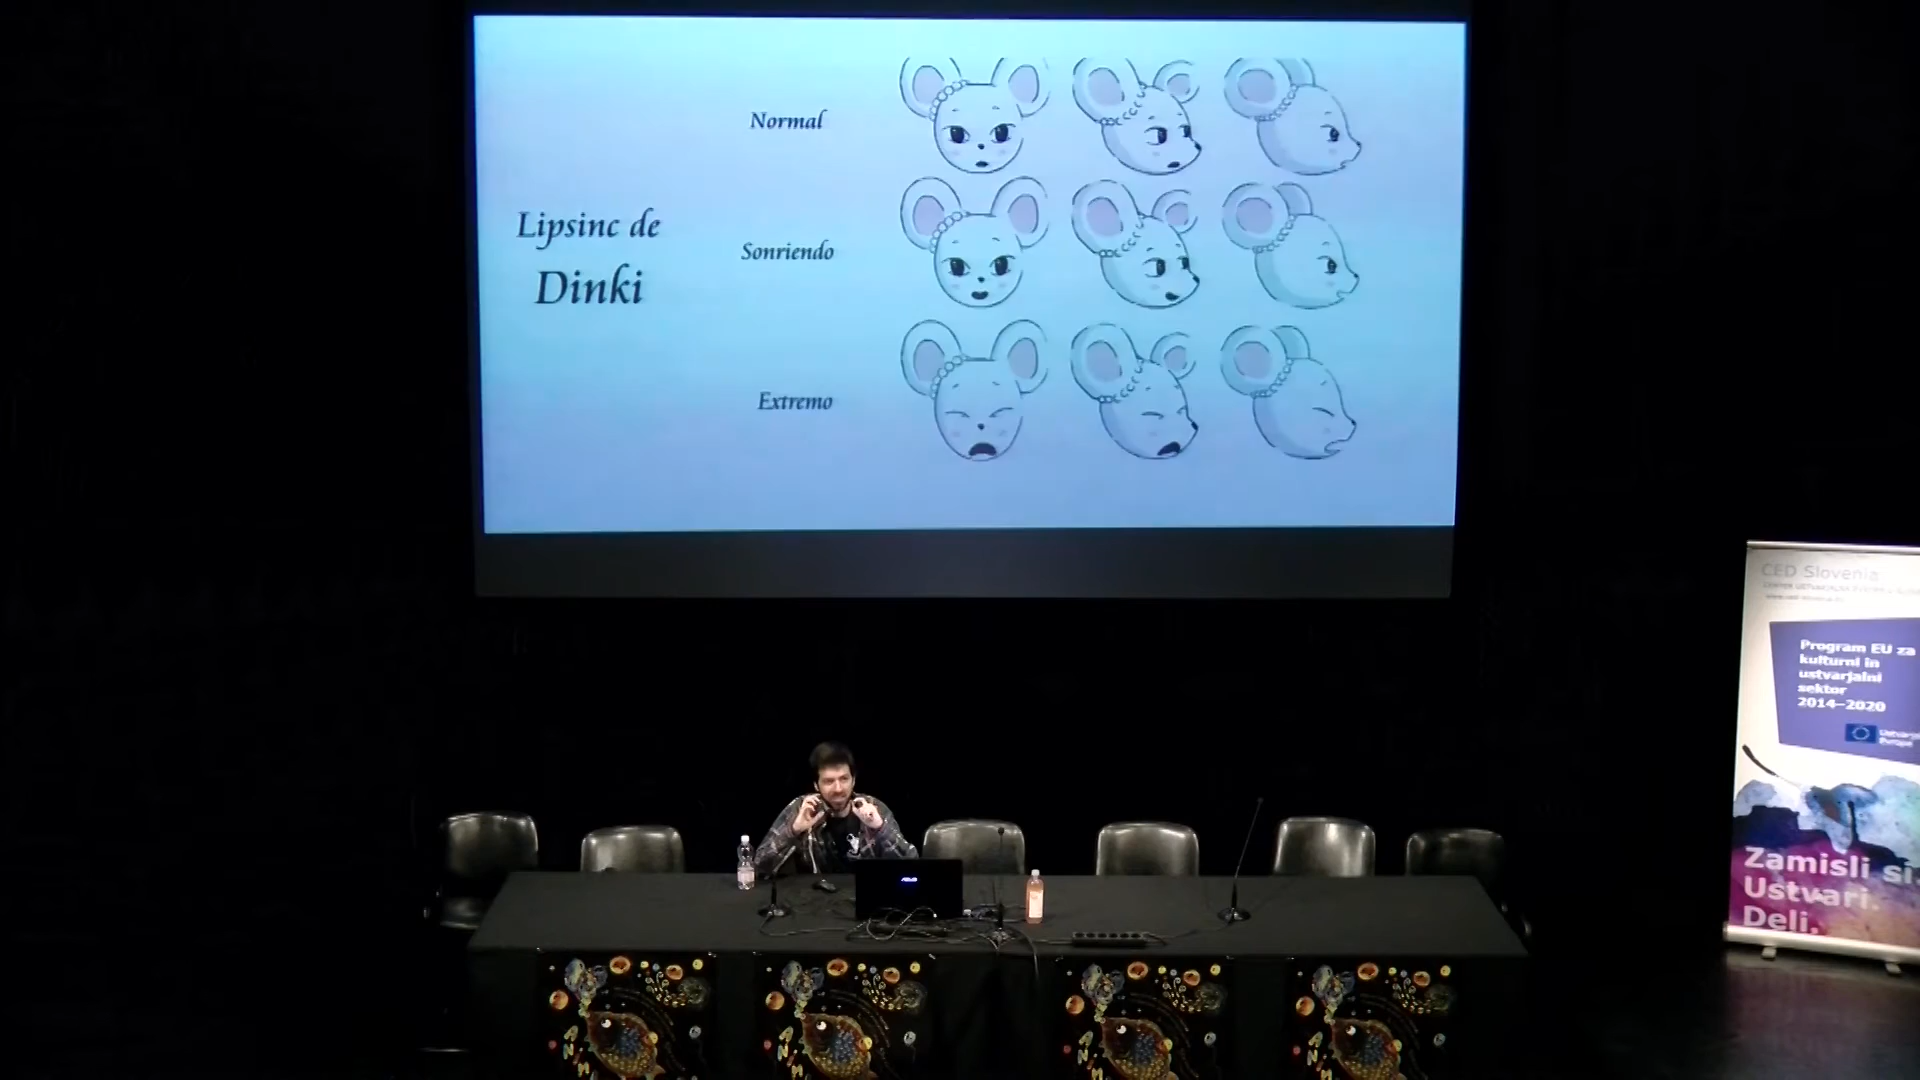 Lipsinc de
Dinki
Normal
Sonriendo
Extremo
CED Slovenia
Program EU za
kulturni in
ustvarjalni
sektor
2014–2020
Zamisli si.
Ustvari.
Deli.
ASUS